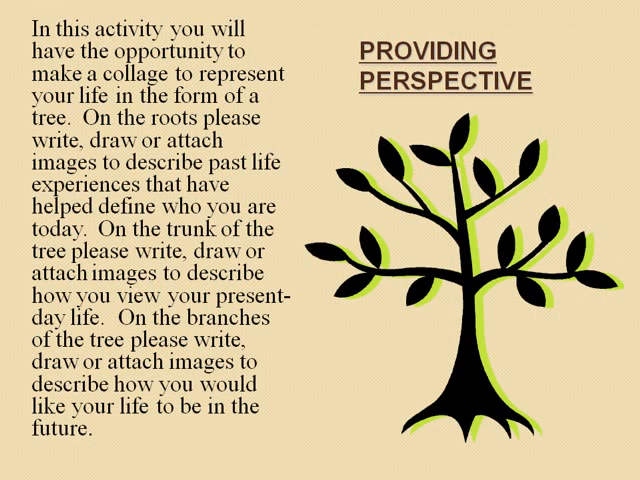 In this activity you will
have the opportunity to
make a collage to represent
your life in the form of a
tree.  On the roots please
write, draw or attach
images to describe past life
experiences that have
helped define who you are
today.  On the trunk of the
tree please write, draw or
attach images to describe
how you view your present-
day life.  On the branches
of the tree please write,
draw or attach images to
describe how you would
like your life to be in the
future.
PROVIDING
PERSPECTIVE